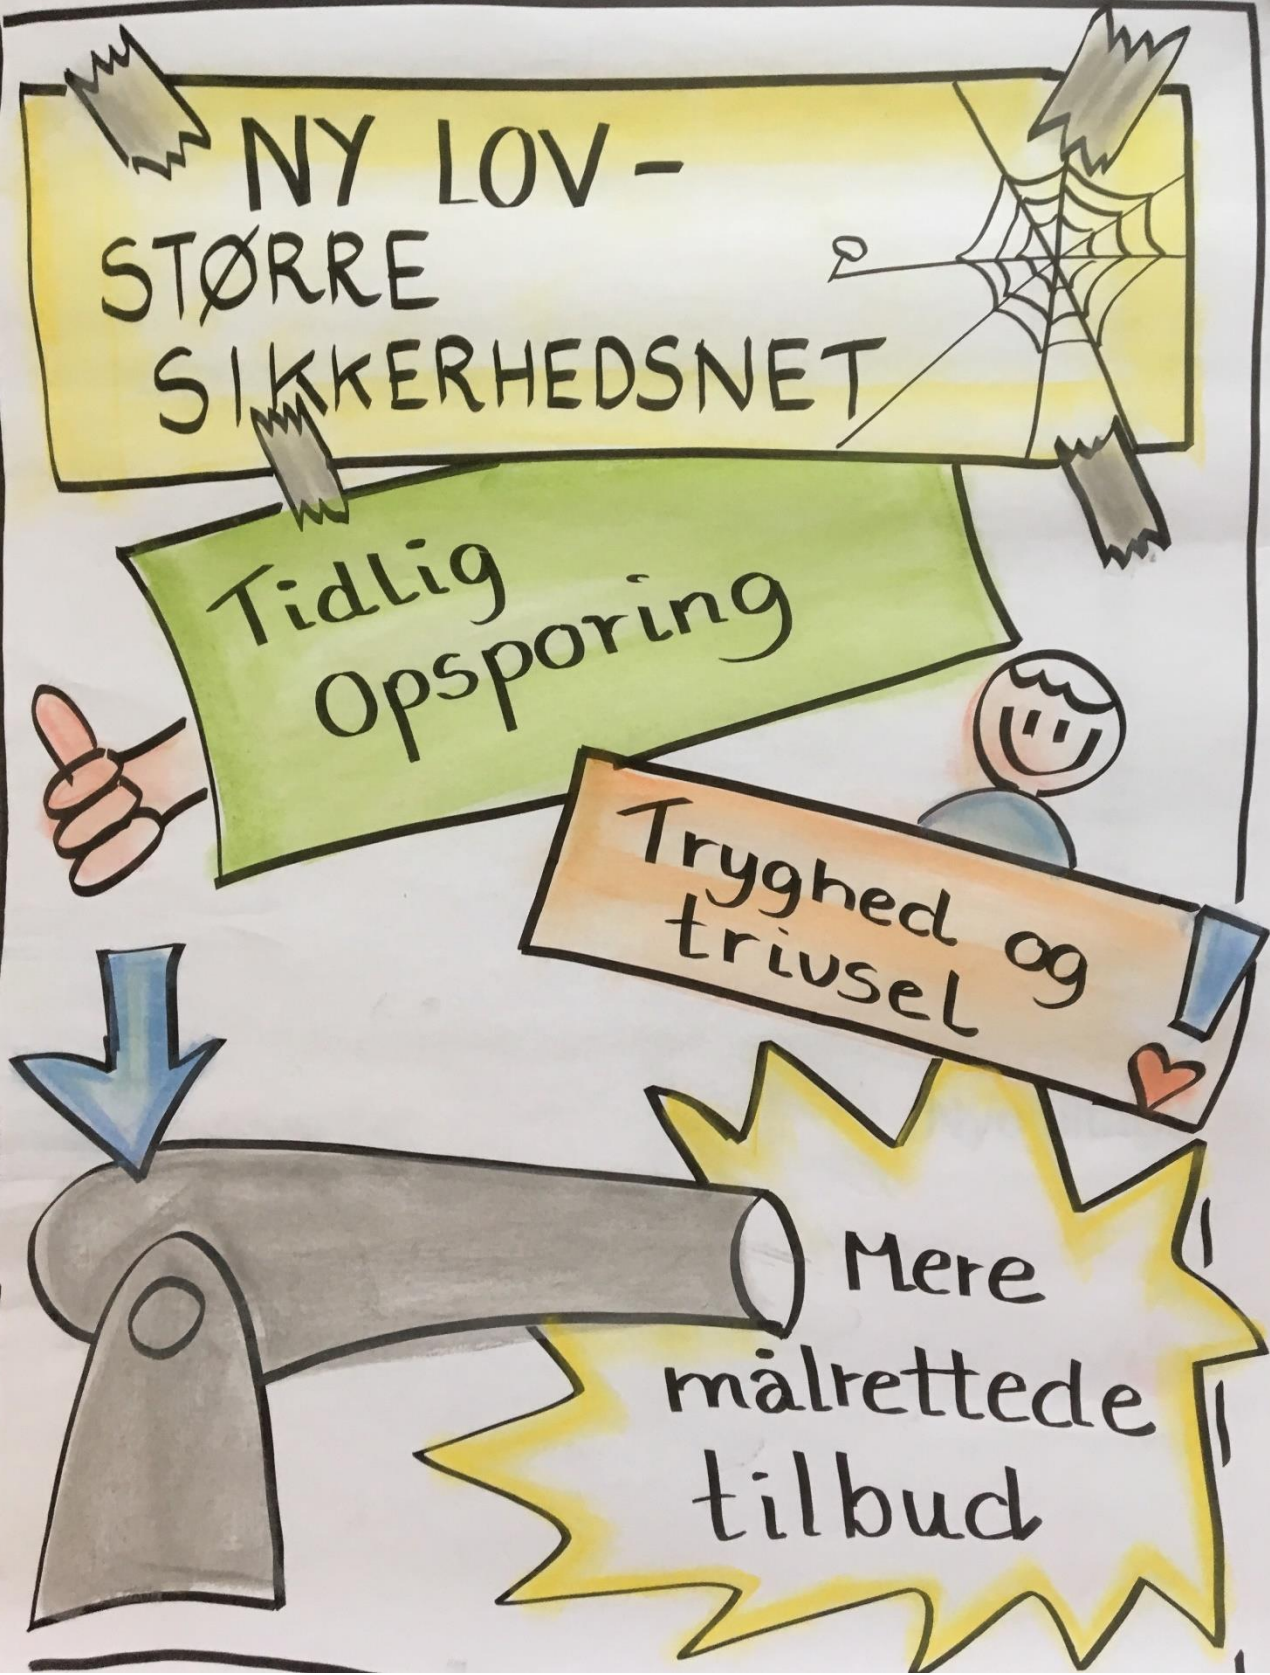 NY LOV -
STØRRE
SIKKERHEDSNET
Tidlig
Opsporing
Tryghed og
trivsel
!
Mere
målrettede
tilbud